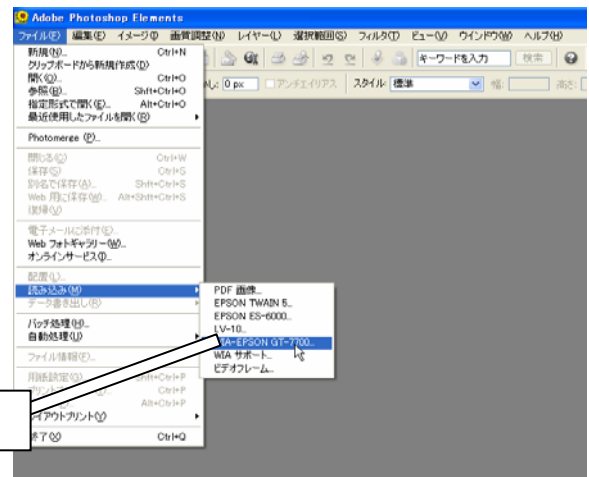 Adobe Photoshop Elements
ファイル(F) 編集(E) イメージ(I) 画質調整(N) レイヤー(L) 選択範囲(S) フィルタ(T) ビュー(V) ウインドウ(W) ヘルプ(H)
キーワードを入力 検索
0 px アンチエイリアス スタイル: 標準 幅: 高さ:
新規(N)... Ctrl+N
クリップボードから新規作成(D)
開く(O)... Ctrl+O
参照(B)... Shft+Ctrl+O
指定形式で開く(E)... Alt+Ctrl+O
最近使用したファイルを開く(R)
Photomerge (P)...
閉じる(C) Ctrl+W
保存(S) Ctrl+S
別名で保存(A)... Shft+Ctrl+S
Web 用に保存(W)... Alt+Shft+Ctrl+S
復帰(V)
電子メールに添付(E)...
Web フォトギャラリー(W)...
オンラインサービス(I)...
配置(L)...
読み込み(M)
データ書き出し(R)
バッチ処理(H)...
自動処理(U)
ファイル情報(F)...
用紙設定(G)... Shft+Ctrl+P
Ctrl+P
Alt+Ctrl+P
イアウトプリント(Y)
終了(X) Ctrl+Q
PDF 画像...
EPSON TWAIN 5...
EPSON ES-6000...
LV-10...
IA-EPSON GT-7700...
WIA サポート...
ビデオフレーム...